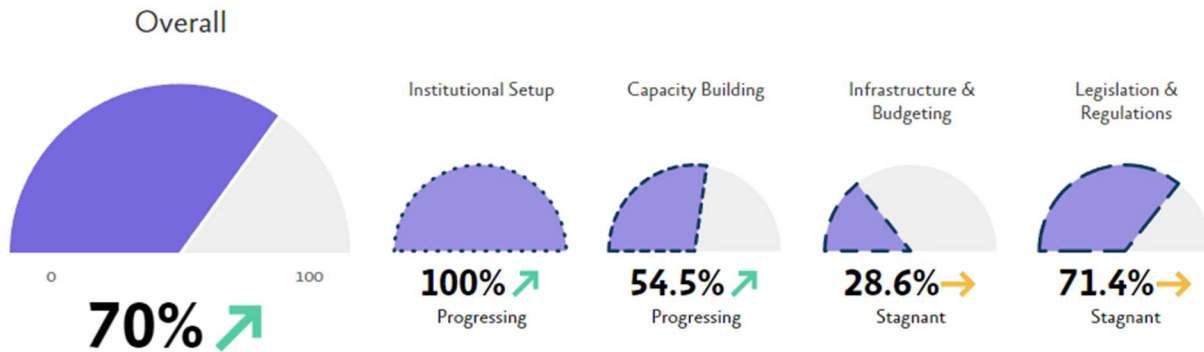 Overall
0
100
70%
Institutional Setup
100%
Progressing
Capacity Building
54.5%
Progressing
Infrastructure &
Budgeting
28.6%
Stagnant
Legislation &
Regulations
71.4%
Stagnant